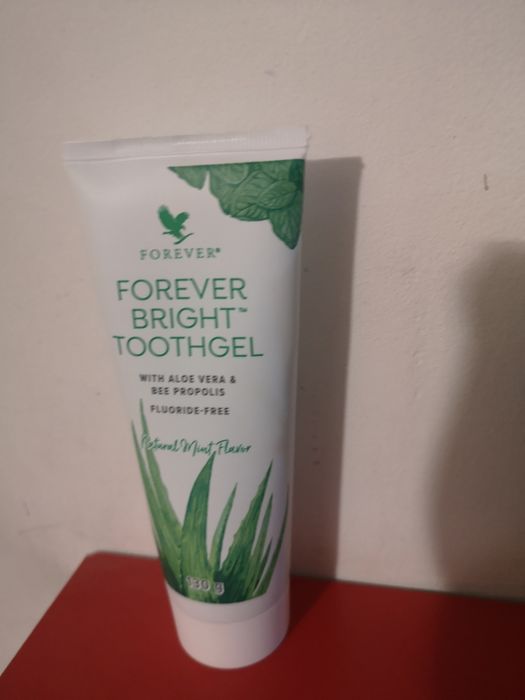 FOREVER®
FOREVER
BRIGHT™
TOOTHGEL
WITH ALOE VERA &
BEE PROPOLIS
FLUORIDE-FREE
Natural Mint Flavor
130 g